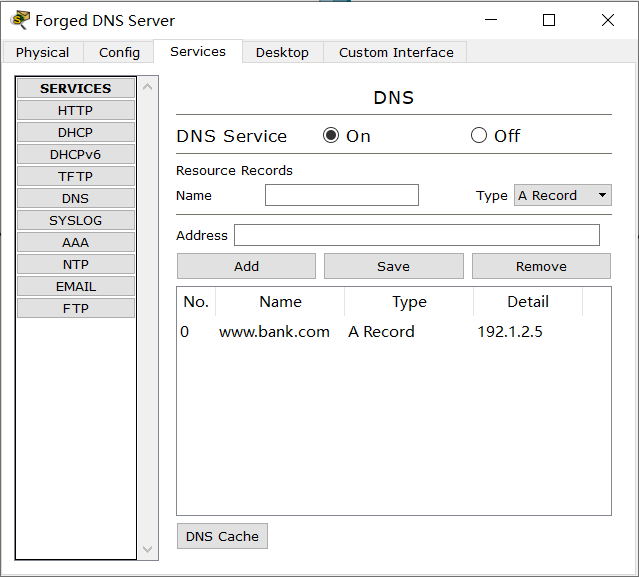 Forged DNS Server
Physical Config Services Desktop Custom Interface
SERVICES
HTTP
DHCP
DHCPv6
TFTP
DNS
SYSLOG
AAA
NTP
EMAIL
FTP
DNS
DNS Service On Off
Resource Records
Name Type A Record
Address
Add Save Remove
No. Name Type Detail
0 www.bank.com A Record 192.1.2.5
DNS Cache